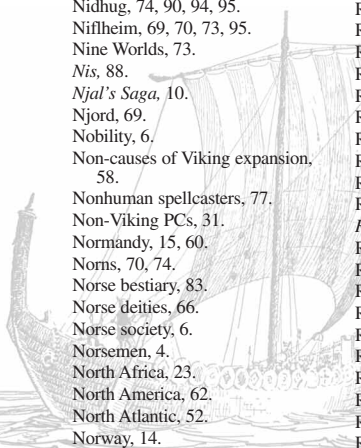 Nidhug, 74, 90, 94, 95.
Niflheim, 69, 70, 73, 95.
Nine Worlds, 73.
Nis, 88.
Njal's Saga, 10.
Njord, 69.
Nobility, 6.
Non-causes of Viking expansion,
58.
Nonhuman spellcasters, 77.
Non-Viking PCs, 31.
Normandy, 15, 60.
Norns, 70, 74.
Norse bestiary, 83.
Norse deities, 66.
Norse society, 6.
Norsemen, 4.
North Africa, 23.
North America, 62.
North Atlantic, 52.
Norway, 14.